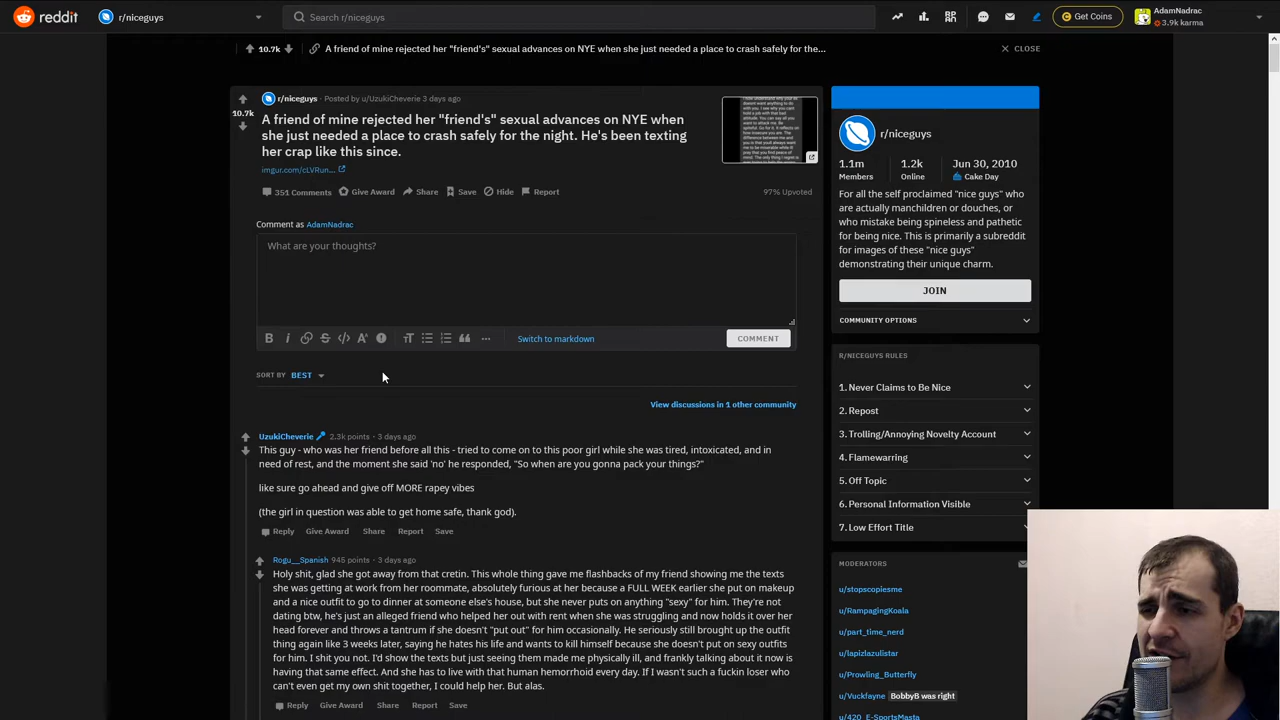 reddit r/niceguys Search r/niceguys Get Coins AdamNadrac
3.9k karma
10.7k A friend of mine rejected her "friend's" sexual advances on NYE when she just needed a place to crash safely for the... CLOSE
10.7k
r/niceguys · Posted by u/UzukiCheverie 3 days ago
A friend of mine rejected her "friend's" sexual advances on NYE when
she just needed a place to crash safely for the night. He's been texting
her crap like this since.
imgur.com/cLVRun...
351 Comments Give Award Share Save Hide Report 97% Upvoted
Comment as AdamNadrac
What are your thoughts?
Switch to markdown COMMENT
SORT BY BEST
View discussions in 1 other community
UzukiCheverie 2.3k points · 3 days ago
This guy - who was her friend before all this - tried to come on to this poor girl while she was tired, intoxicated, and in
need of rest, and the moment she said 'no' he responded, "So when are you gonna pack your things?"
like sure go ahead and give off MORE rapey vibes
(the girl in question was able to get home safe, thank god).
Reply Give Award Share Report Save
Rogu__Spanish 945 points · 3 days ago
Holy shit, glad she got away from that cretin. This whole thing gave me flashbacks of my friend showing me the texts
she was getting at work from her roommate, absolutely furious at her because a FULL WEEK earlier she put on makeup
and a nice outfit to go to dinner at someone else's house, but she never puts on anything "sexy" for him. They're not
dating btw, he's just an alleged friend who helped her out with rent when she was struggling and now holds it over her
head forever and throws a tantrum if she doesn't "put out" for him occasionally. He seriously still brought up the outfit
thing again like 3 weeks later, saying he hates his life and wants to kill himself because she doesn't put on sexy outfits
for him. I shit you not. I'd show the texts but just seeing them made me physically ill, and frankly talking about it now is
having that same effect. And she has to live with that human hemorrhoid every day. If I wasn't such a fuckin loser who
can't even get my own shit together, I could help her. But alas.
Reply Give Award Share Report Save
r/niceguys
1.1m 1.2k Jun 30, 2010
Members Online Cake Day
For all the self proclaimed "nice guys" who
are actually manchildren or douches, or
who mistake being spineless and pathetic
for being nice. This is primarily a subreddit
for images of these "nice guys"
demonstrating their unique charm.
JOIN
COMMUNITY OPTIONS
R/NICEGUYS RULES
1. Never Claims to Be Nice
2. Repost
3. Trolling/Annoying Novelty Account
4. Flamewarring
5. Off Topic
6. Personal Information Visible
7. Low Effort Title
MODERATORS
u/stopscopiesme
u/RampagingKoala
u/part_time_nerd
u/lapizlazulistar
u/Prowling_Butterfly
u/Vuckfayne BobbyB was right
u/420_E-SportsMasta